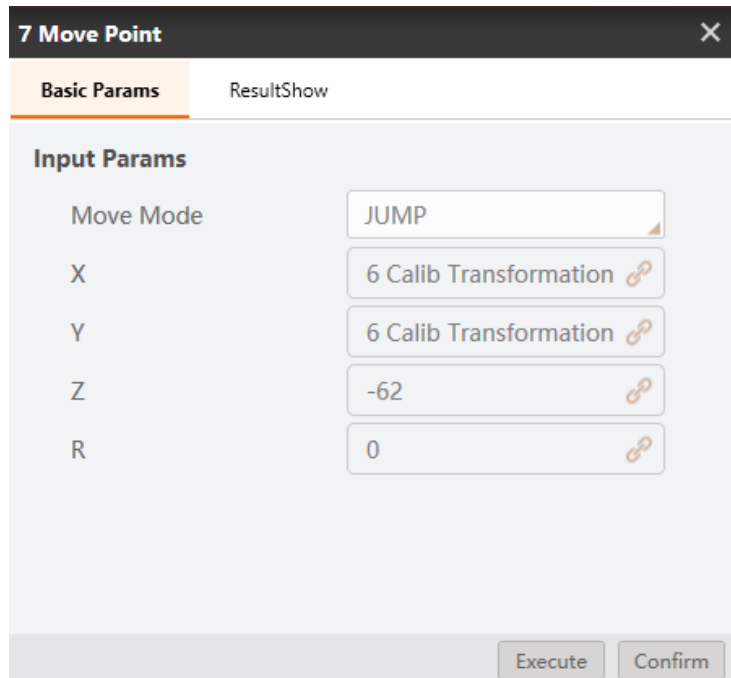 7 Move Point
Basic Params ResultShow
Input Params
Move Mode JUMP
X 6 Calib Transformation
Y 6 Calib Transformation
Z -62
R 0
Execute Confirm